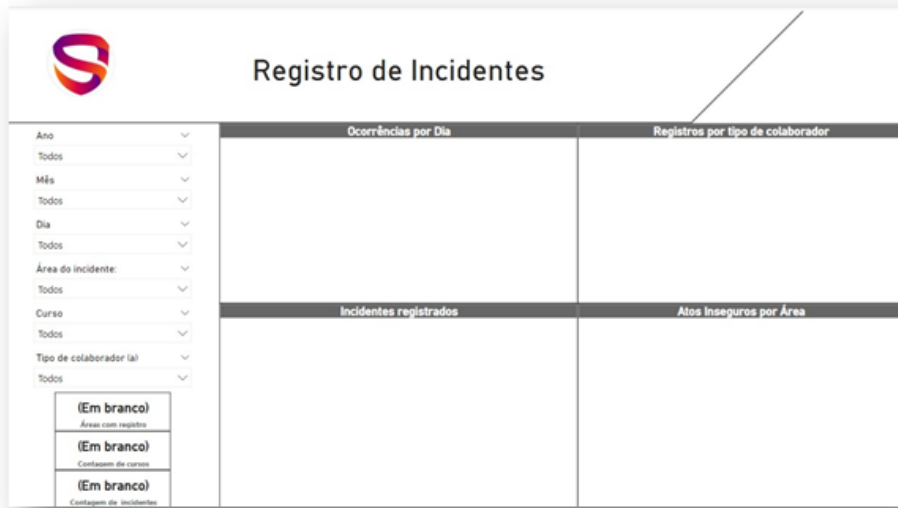 Registro de Incidentes
Ano
Todos
Mês
Todos
Dia
Todos
Área do incidente:
Todos
Curso
Todos
Tipo de colaborador (a)
Todos
(Em branco)
Áreas com registro
(Em branco)
Contagem de cursos
(Em branco)
Contagem de incidentes
Ocorrências por Dia
Registros por tipo de colaborador
Incidentes registrados
Atos Inseguros por Área